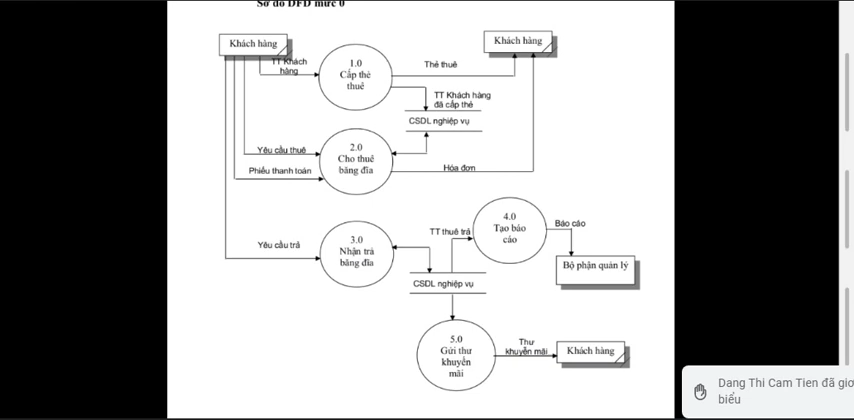 Sơ đồ DFD mức 0
Khách hàng
Khách hàng
1.0
Cấp thẻ
thuê
TT Khách
hàng
Thẻ thuê
TT Khách hàng
đã cấp thẻ
CSDL nghiệp vụ
2.0
Cho thuê
băng đĩa
Yêu cầu thuê
Phiếu thanh toán
Hóa đơn
3.0
Nhận trả
băng đĩa
Yêu cầu trả
TT thuê trả
4.0
Tạo báo
cáo
Báo cáo
Bộ phận quản lý
CSDL nghiệp vụ
5.0
Gửi thư
khuyến
mãi
Thư
khuyến mãi
Khách hàng
Dang Thi Cam Tien đã giơ
biểu